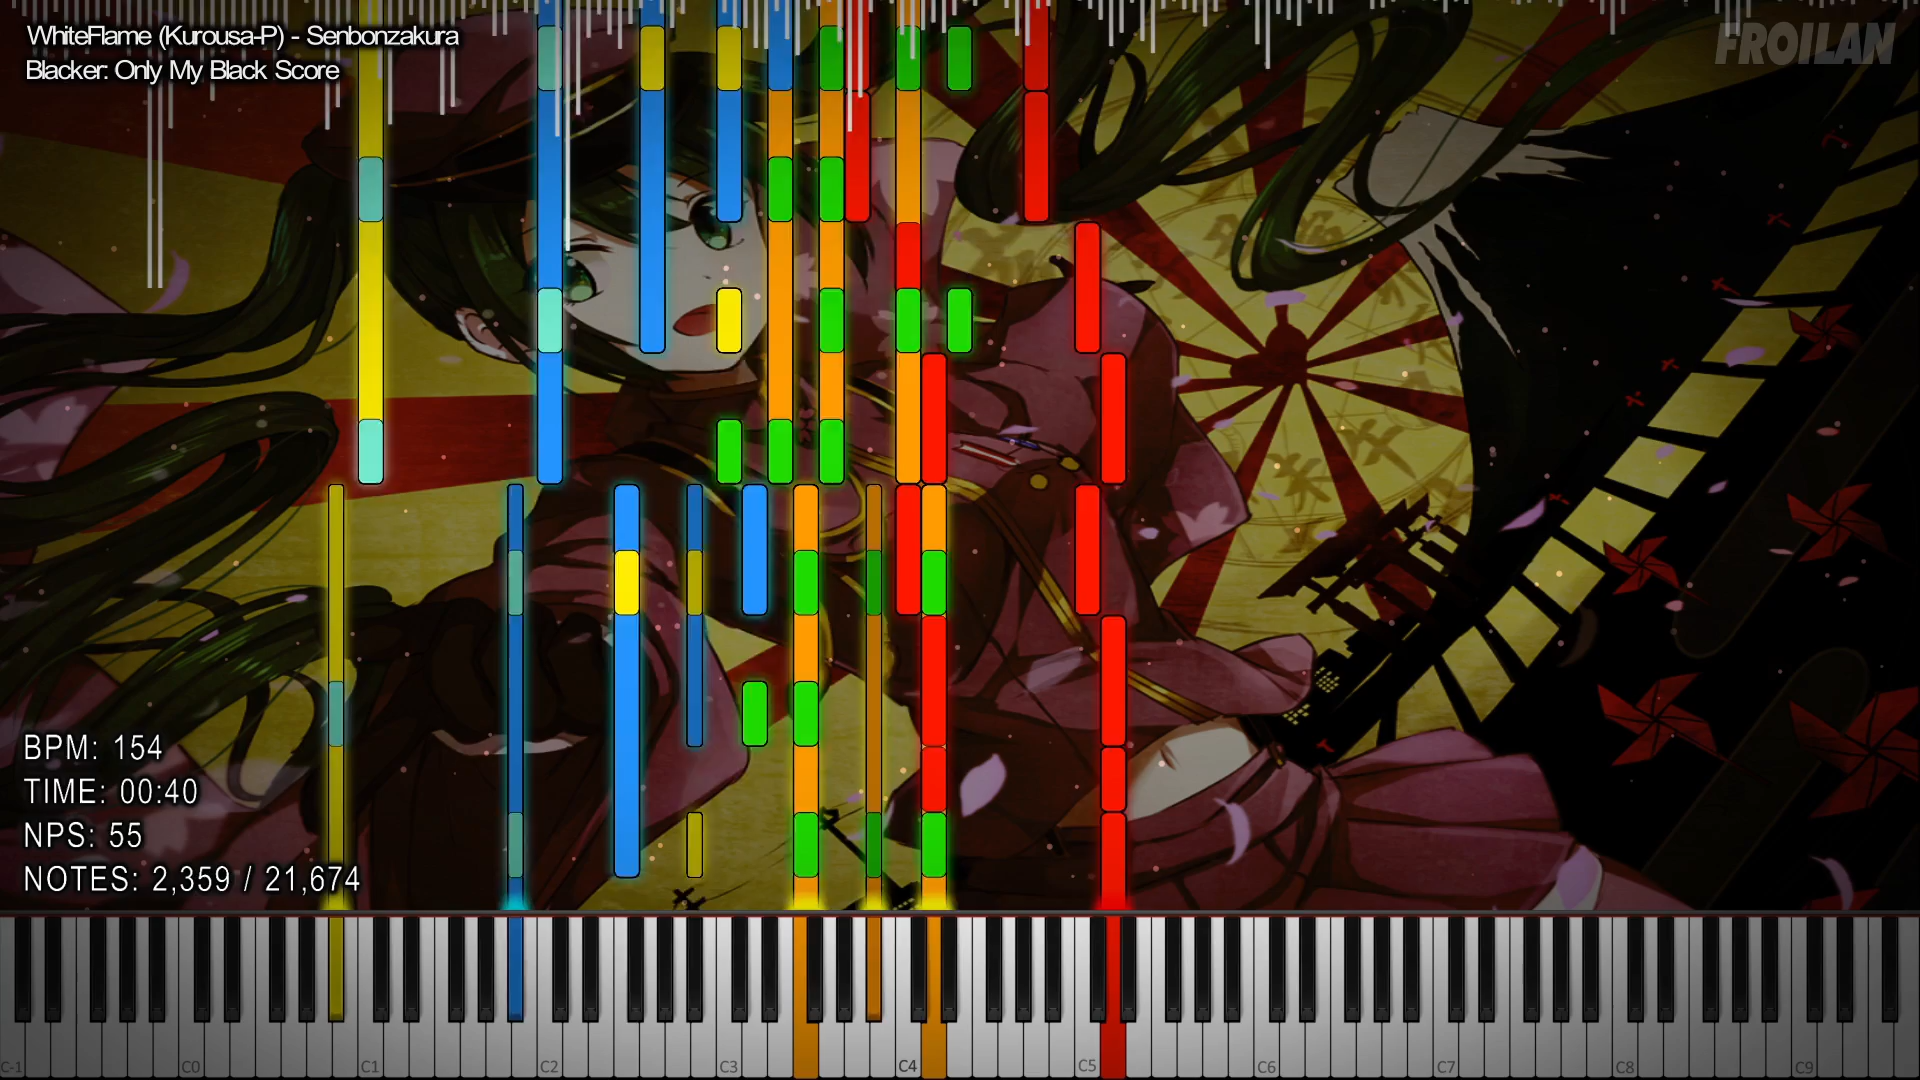 WhiteFlame (Kurousa-P) - Senbonzakura
Blacker: Only My Black Score
FROILAN
BPM: 154
TIME: 00:40
NPS: 55
NOTES: 2,359 / 21,674
C-1 C0 C1 C2 C3 C4 C5 C6 C7 C8 C9